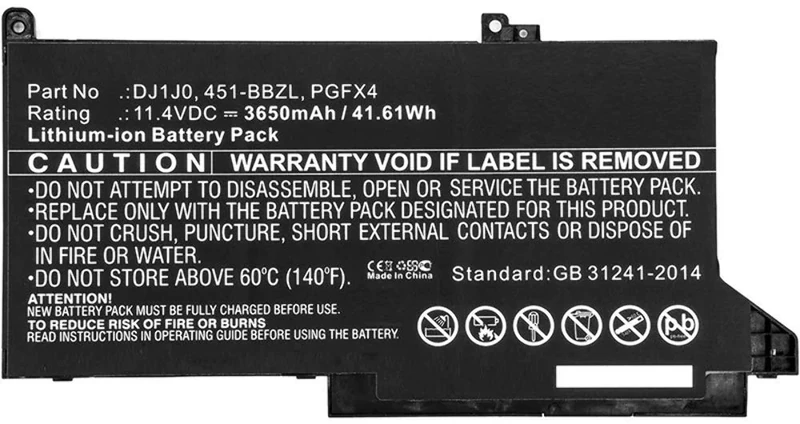 Part No .:DJ1J0, 451-BBZL, PGFX4
Rating .:11.4VDC ⎓ 3650mAh / 41.61Wh
Lithium-ion Battery Pack
CAUTION WARRANTY VOID IF LABEL IS REMOVED
•DO NOT ATTEMPT TO DISASSEMBLE, OPEN OR SERVICE THE BATTERY PACK.
•REPLACE ONLY WITH THE BATTERY PACK DESIGNATED FOR THIS PRODUCT.
•DO NOT CRUSH, PUNCTURE, SHORT EXTERNAL CONTACTS OR DISPOSE OF
IN FIRE OR WATER.
•DO NOT STORE ABOVE 60°C (140°F).
CE
Made In China
Standard:GB 31241-2014
ATTENTION!
NEW BATTERY PACK MUST BE FULLY CHARGED BEFORE USE.
TO REDUCE RISK OF FIRE OR BURNS
READ INSTRUCTIONS IN OPERATING MANUAL BEFORE USING THE BATTERY.
pb